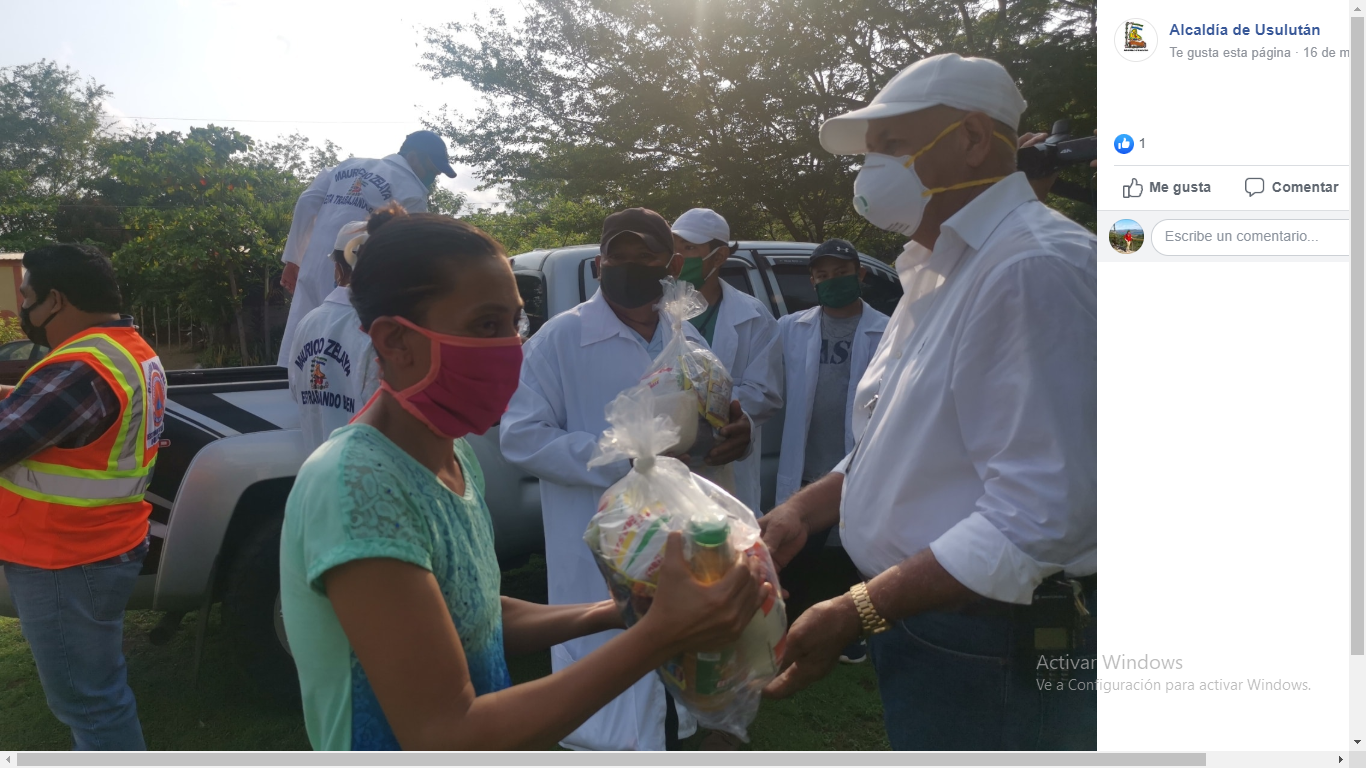 Alcaldía de Usulután
Te gusta esta página · 16 de m
1
Me gusta
Comentar
Escribe un comentario...
MAURICIO ZELAYA
MAURICIO ZELAYA
Activar Windows
Ve a Configuración para activar Windows.